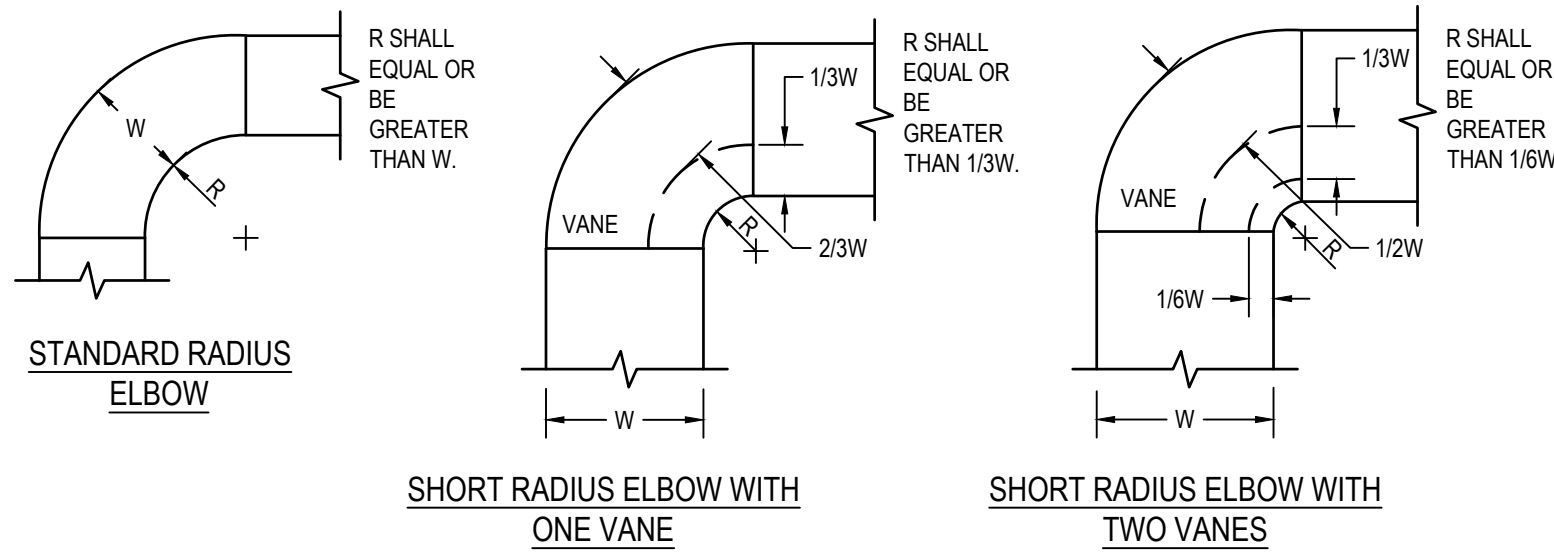 R SHALL
EQUAL OR
BE
GREATER
THAN W.
W
R
STANDARD RADIUS
ELBOW
R SHALL
EQUAL OR
BE
GREATER
THAN 1/3W.
1/3W
VANE
R
2/3W
W
SHORT RADIUS ELBOW WITH
ONE VANE
R SHALL
EQUAL OR
BE
GREATER
THAN 1/6W
1/3W
VANE
R
1/2W
1/6W
W
SHORT RADIUS ELBOW WITH
TWO VANES